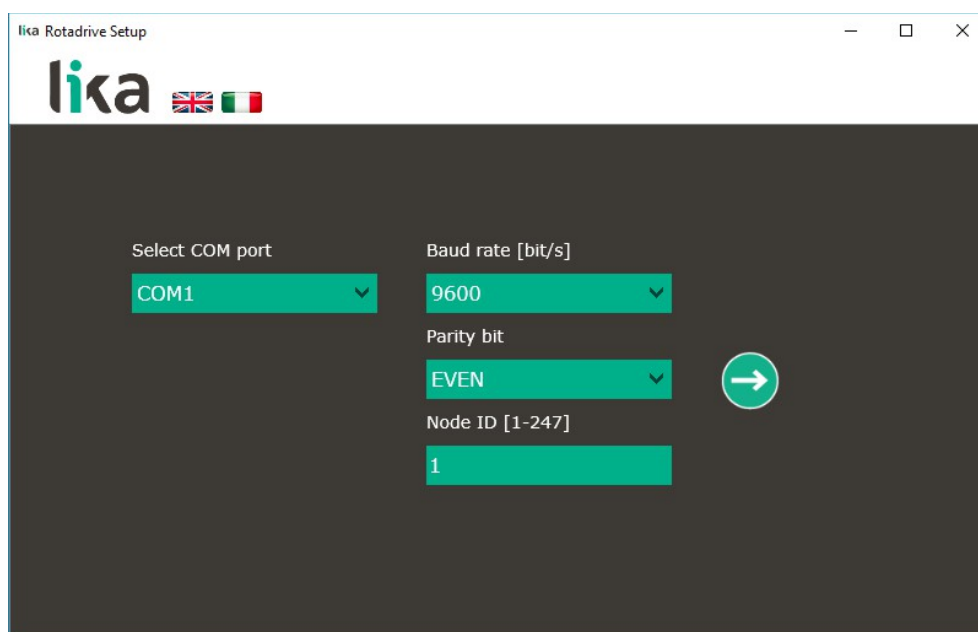 lika Rotadrive Setup
lika
Select COM port
COM1
Baud rate [bit/s]
9600
Parity bit
EVEN
Node ID [1-247]
1